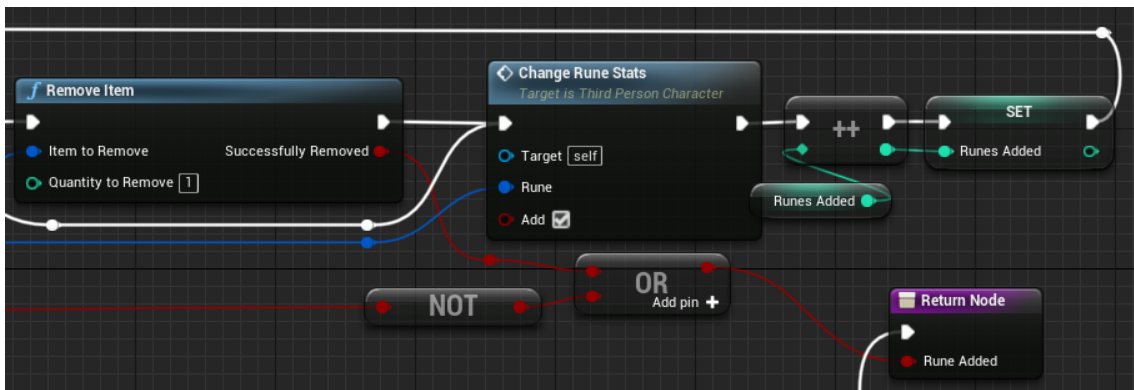 Remove Item
Item to Remove
Successfully Removed
Quantity to Remove 1
Change Rune Stats
Target is Third Person Character
Target self
Rune
Add
++
SET
Runes Added
Runes Added
NOT
OR
Add pin +
Return Node
Rune Added